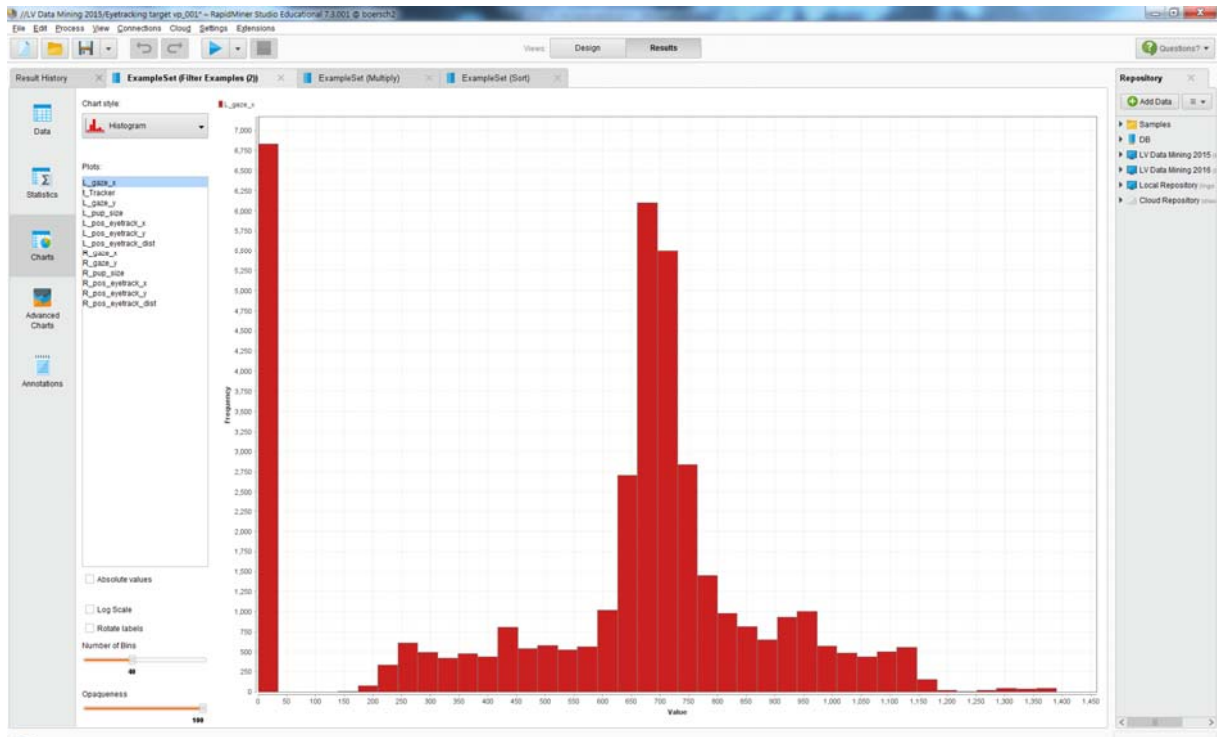 //LV Data Mining 2015/Eyetracking target vp_001* – RapidMiner Studio Educational 7.3.001 @ boersch2
File Edit Process View Connections Cloud Settings Extensions
Views: Design Results
Questions?
Result History
ExampleSet (Filter Examples (2))
ExampleSet (Multiply)
ExampleSet (Sort)
Repository
Data
Statistics
Charts
Advanced
Charts
Annotations
Chart style:
Histogram
Plots:
L_gaze_x
t_Tracker
L_gaze_y
L_pup_size
L_pos_eyetrack_x
L_pos_eyetrack_y
L_pos_eyetrack_dist
R_gaze_x
R_gaze_y
R_pup_size
R_pos_eyetrack_x
R_pos_eyetrack_y
R_pos_eyetrack_dist
Absolute values
Log Scale
Rotate labels
Number of Bins
40
Opaqueness
100
L_gaze_x
7,000
6,750
6,500
6,250
6,000
5,750
5,500
5,250
5,000
4,750
4,500
4,250
4,000
3,750
3,500
3,250
3,000
2,750
2,500
2,250
2,000
1,750
1,500
1,250
1,000
750
500
250
0
Frequency
0 50 100 150 200 250 300 350 400 450 500 550 600 650 700 750 800 850 900 950 1,000 1,050 1,100 1,150 1,200 1,250 1,300 1,350 1,400 1,450
Value
Add Data
Samples
DB
LV Data Mining 2015
LV Data Mining 2016
Local Repository
Cloud Repository